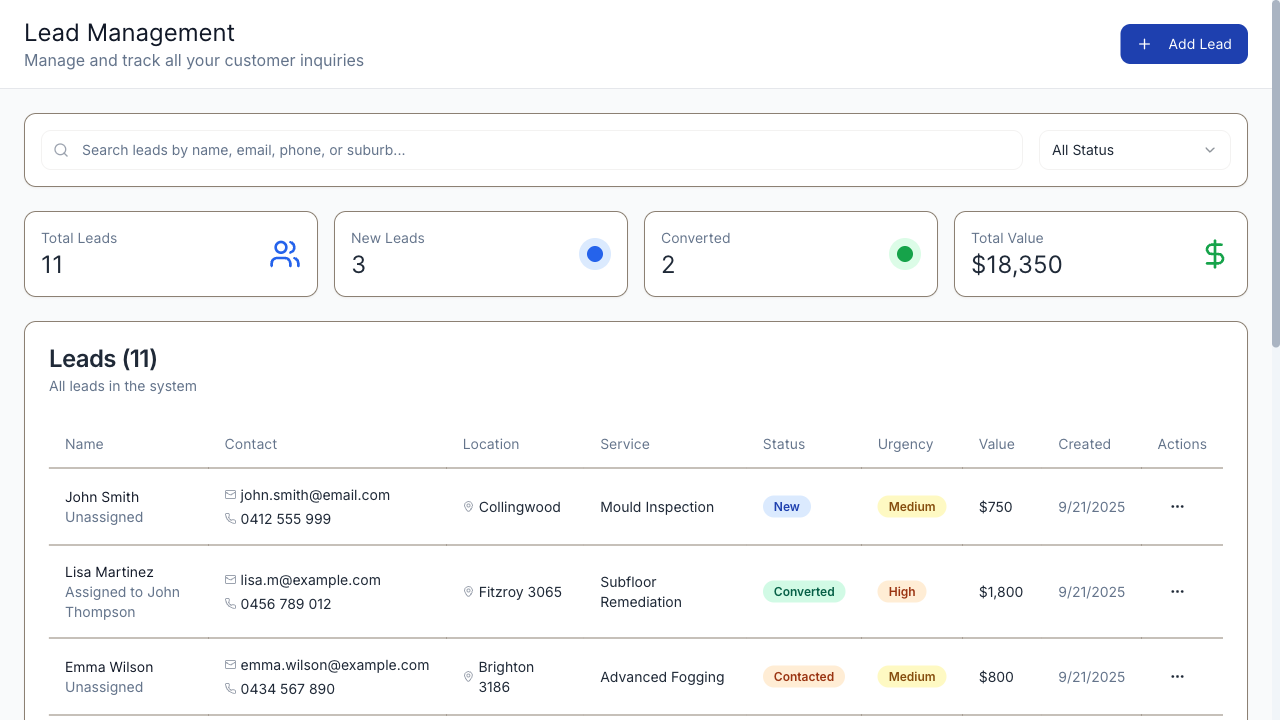 Lead Management
Manage and track all your customer inquiries
Add Lead
Search leads by name, email, phone, or suburb...
All Status
Total Leads
11
New Leads
3
Converted
2
Total Value
$18,350
Leads (11)
All leads in the system
Name Contact Location Service Status Urgency Value Created Actions
John Smith
Unassigned
john.smith@email.com
0412 555 999
Collingwood
Mould Inspection
New
Medium
$750
9/21/2025
Lisa Martinez
Assigned to John
Thompson
lisa.m@example.com
0456 789 012
Fitzroy 3065
Subfloor
Remediation
Converted
High
$1,800
9/21/2025
Emma Wilson
Unassigned
emma.wilson@example.com
0434 567 890
Brighton
3186
Advanced Fogging
Contacted
Medium
$800
9/21/2025